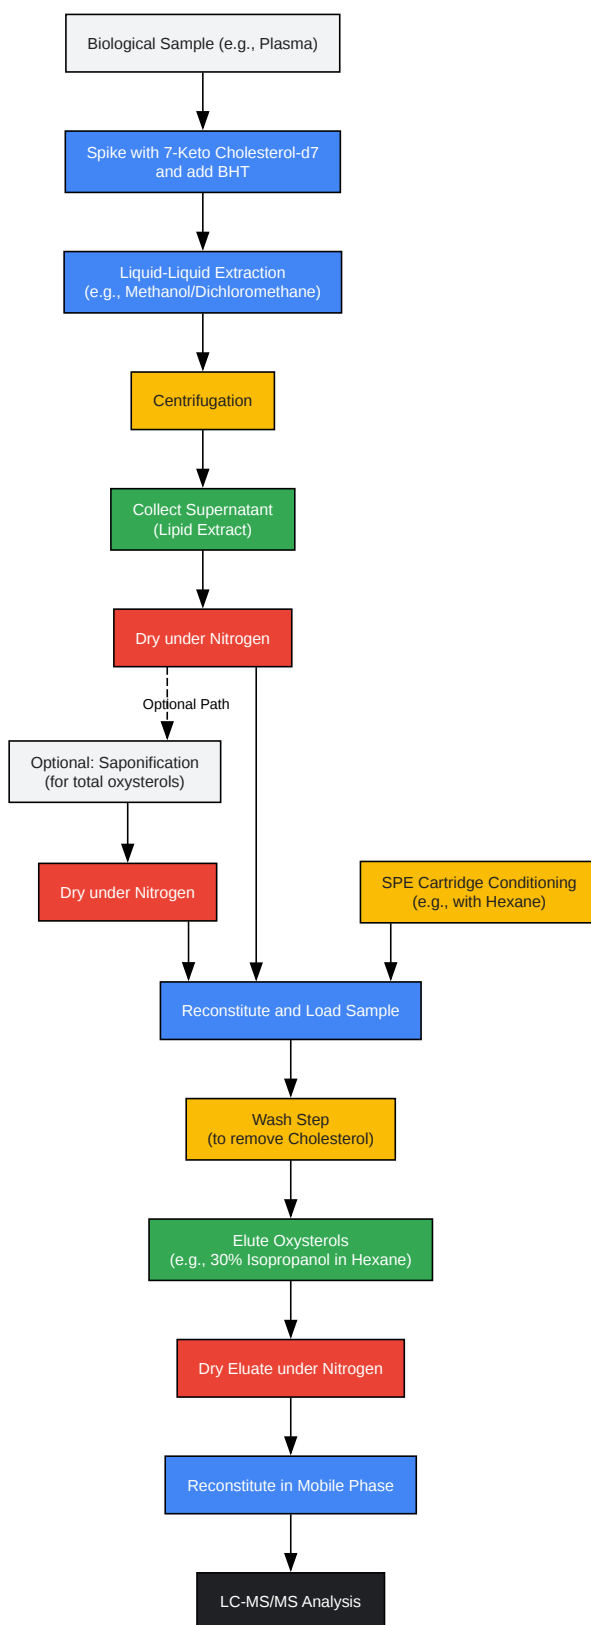 Biological Sample (e.g., Plasma)
Spike with 7-Keto Cholesterol-d7
and add BHT
Liquid-Liquid Extraction
(e.g., Methanol/Dichloromethane)
Centrifugation
Collect Supernatant
(Lipid Extract)
Dry under Nitrogen
Optional Path
Optional: Saponification
(for total oxysterols)
Dry under Nitrogen
SPE Cartridge Conditioning
(e.g., with Hexane)
Reconstitute and Load Sample
Wash Step
(to remove Cholesterol)
Elute Oxysterols
(e.g., 30% Isopropanol in Hexane)
Dry Eluate under Nitrogen
Reconstitute in Mobile Phase
LC-MS/MS Analysis